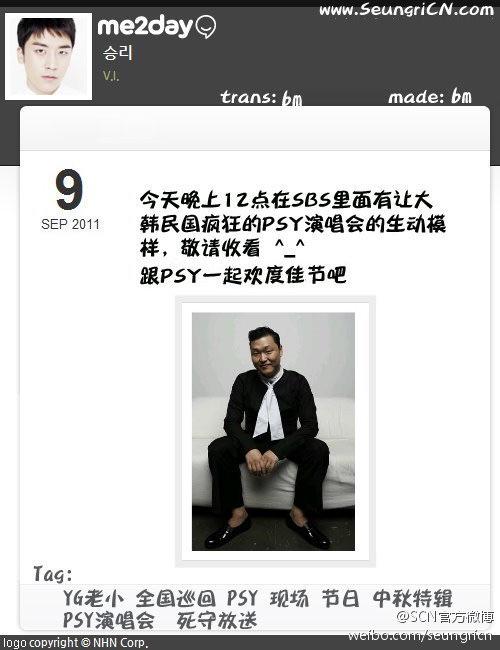 www.SeungriCN.com
me2day
승리
V.I.
trans: bm made: bm
9
SEP 2011
今天晚上12点在SBS里面有让大
韩民国疯狂的PSY演唱会的生动模
样，敬请收看 ^_^
跟PSY一起欢度佳节吧
Tag:
YG老小 全国巡回 PSY 现场 节日 中秋特辑
PSY演唱会 死守放送
@SCN官方微博
weibo.com/seungricn
logo copyright © NHN Corp.